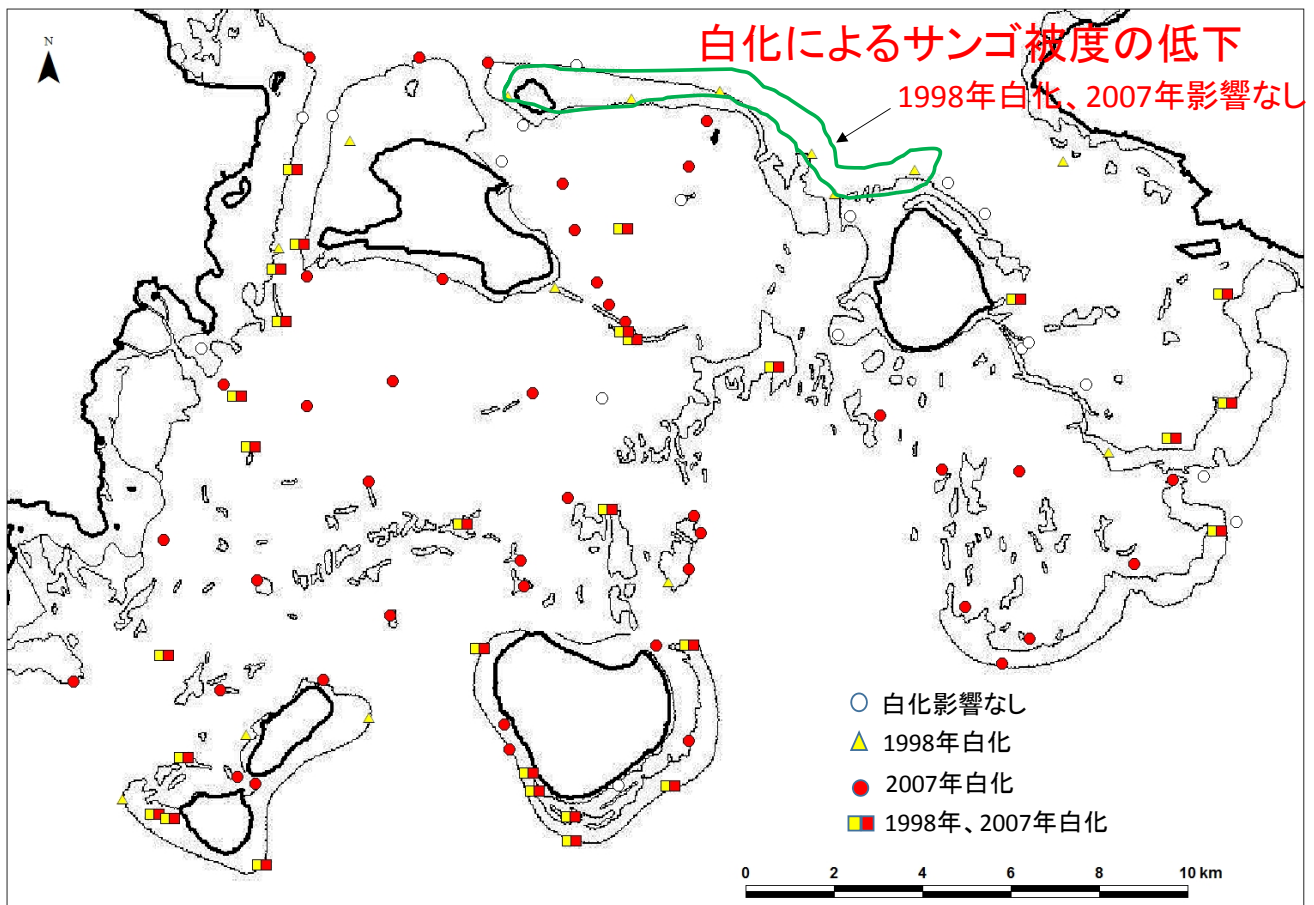 N
白化によるサンゴ被度の低下
1998年白化、2007年影響なし
白化影響なし
1998年白化
2007年白化
1998年、2007年白化
0 2 4 6 8 10 km